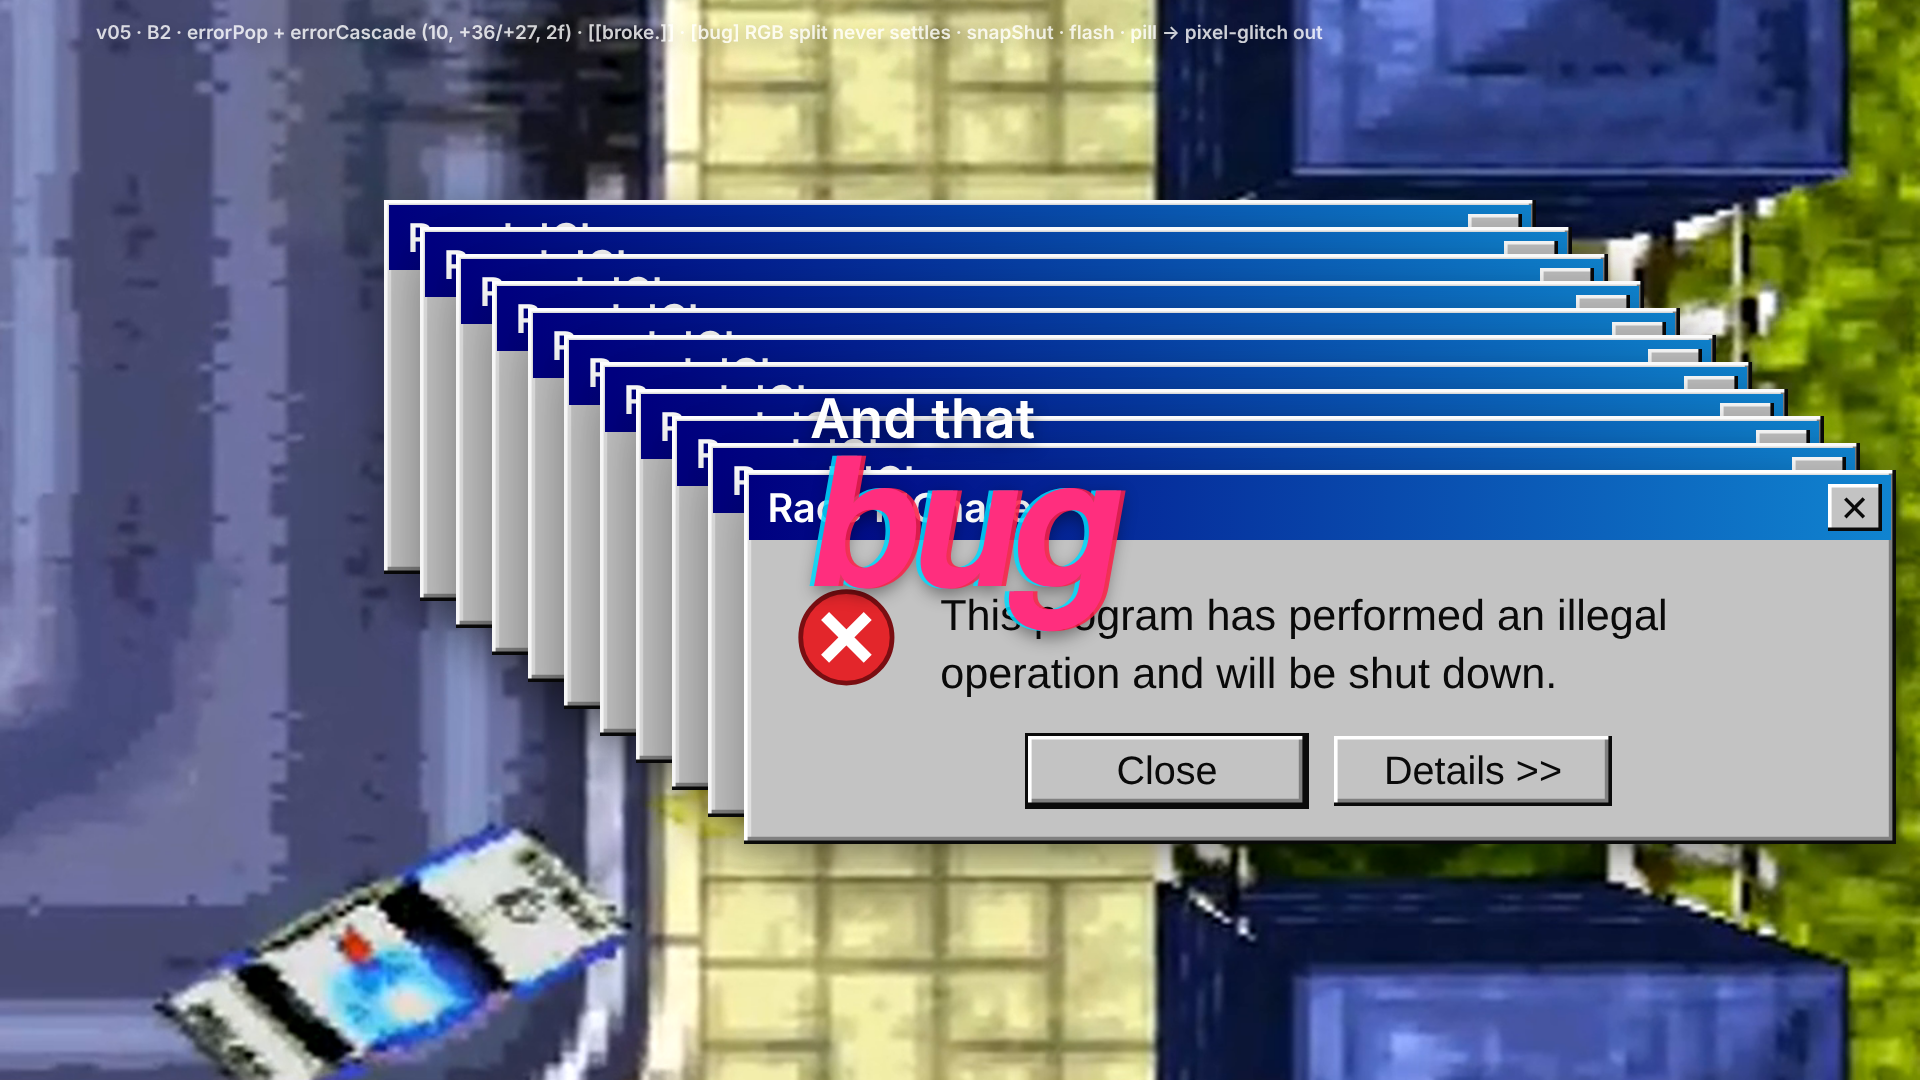 v05 · B2 · errorPop + errorCascade (10, +36/+27, 2f) · [[broke.]] · [bug] RGB split never settles · snapShut · flash · pill → pixel-glitch out
And that
bug
This program has performed an illegal
operation and will be shut down.
Close
Details >>